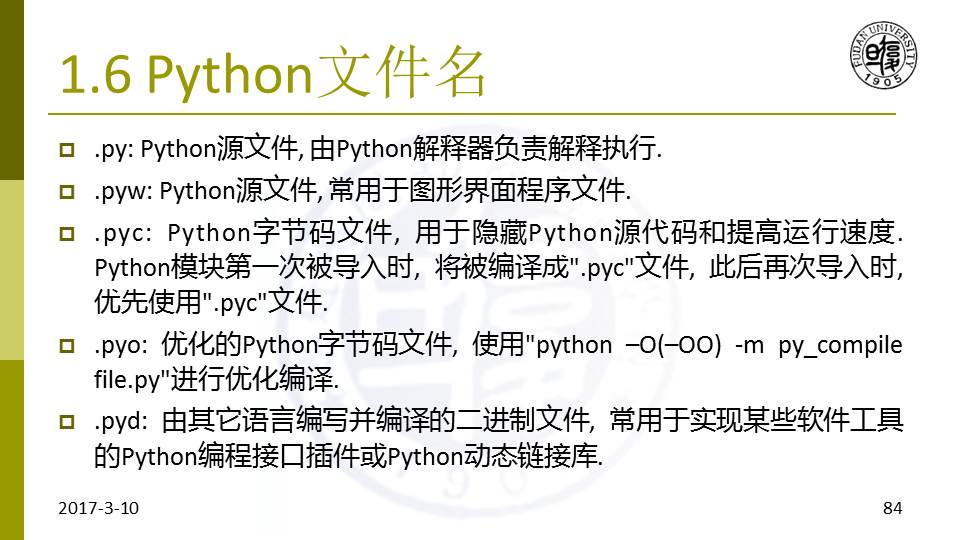 1.6 Python文件名
FUDAN UNIVERSITY
1905
.py: Python源文件, 由Python解释器负责解释执行.
.pyw: Python源文件, 常用于图形界面程序文件.
.pyc: Python字节码文件, 用于隐藏Python源代码和提高运行速度.
Python模块第一次被导入时, 将被编译成".pyc"文件, 此后再次导入时,
优先使用".pyc"文件.
.pyo: 优化的Python字节码文件, 使用"python –O(–OO) -m py_compile
file.py"进行优化编译.
.pyd: 由其它语言编写并编译的二进制文件, 常用于实现某些软件工具
的Python编程接口插件或Python动态链接库.
2017-3-10
84